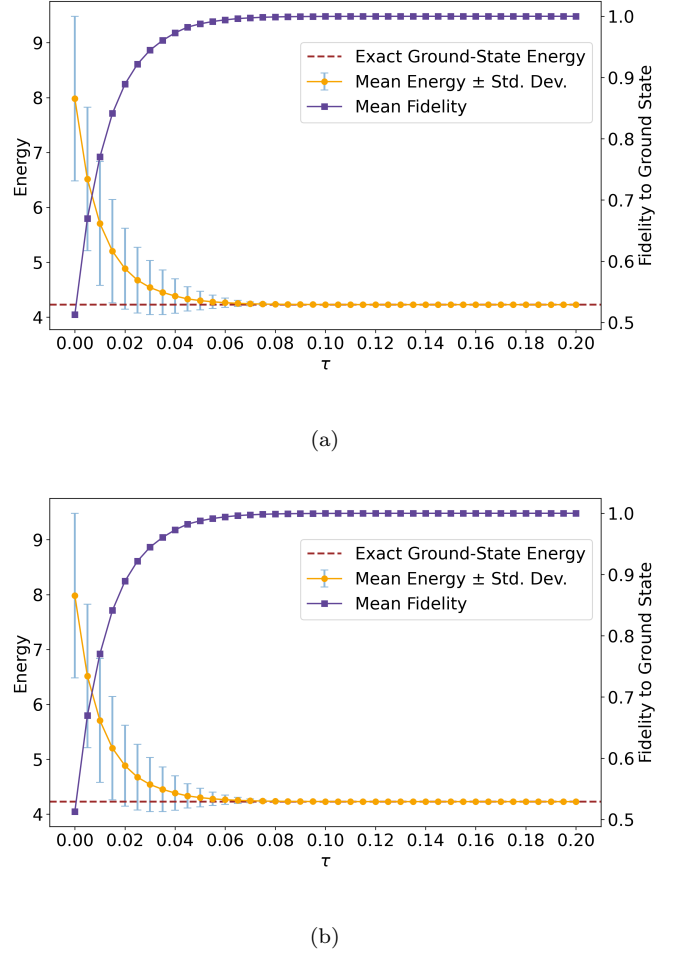 9
8
7
6
5
4
Energy
1.0
0.9
0.8
0.7
0.6
0.5
Fidelity to Ground State
Exact Ground-State Energy
Mean Energy ± Std. Dev.
Mean Fidelity
0.00 0.02 0.04 0.06 0.08 0.10 0.12 0.14 0.16 0.18 0.20
τ
(a)
9
8
7
6
5
4
Energy
1.0
0.9
0.8
0.7
0.6
0.5
Fidelity to Ground State
Exact Ground-State Energy
Mean Energy ± Std. Dev.
Mean Fidelity
0.00 0.02 0.04 0.06 0.08 0.10 0.12 0.14 0.16 0.18 0.20
τ
(b)